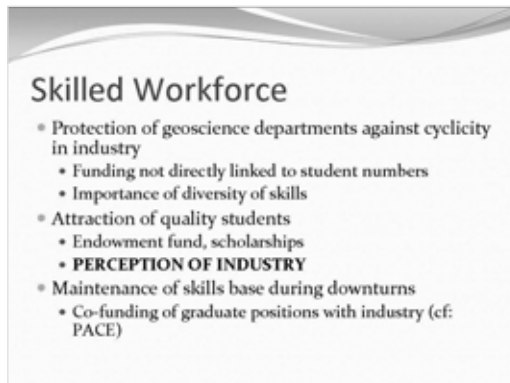 Skilled Workforce
Protection of geoscience departments against cyclicity
in industry
Funding not directly linked to student numbers
Importance of diversity of skills
Attraction of quality students
Endowment fund, scholarships
PERCEPTION OF INDUSTRY
Maintenance of skills base during downturns
Co-funding of graduate positions with industry (cf:
PACE)